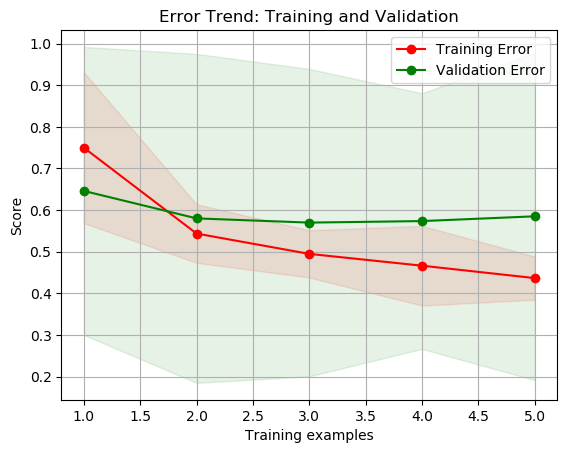 Error Trend: Training and Validation
Training Error
Validation Error
Score
1.0
0.9
0.8
0.7
0.6
0.5
0.4
0.3
0.2
1.0 1.5 2.0 2.5 3.0 3.5 4.0 4.5 5.0
Training examples